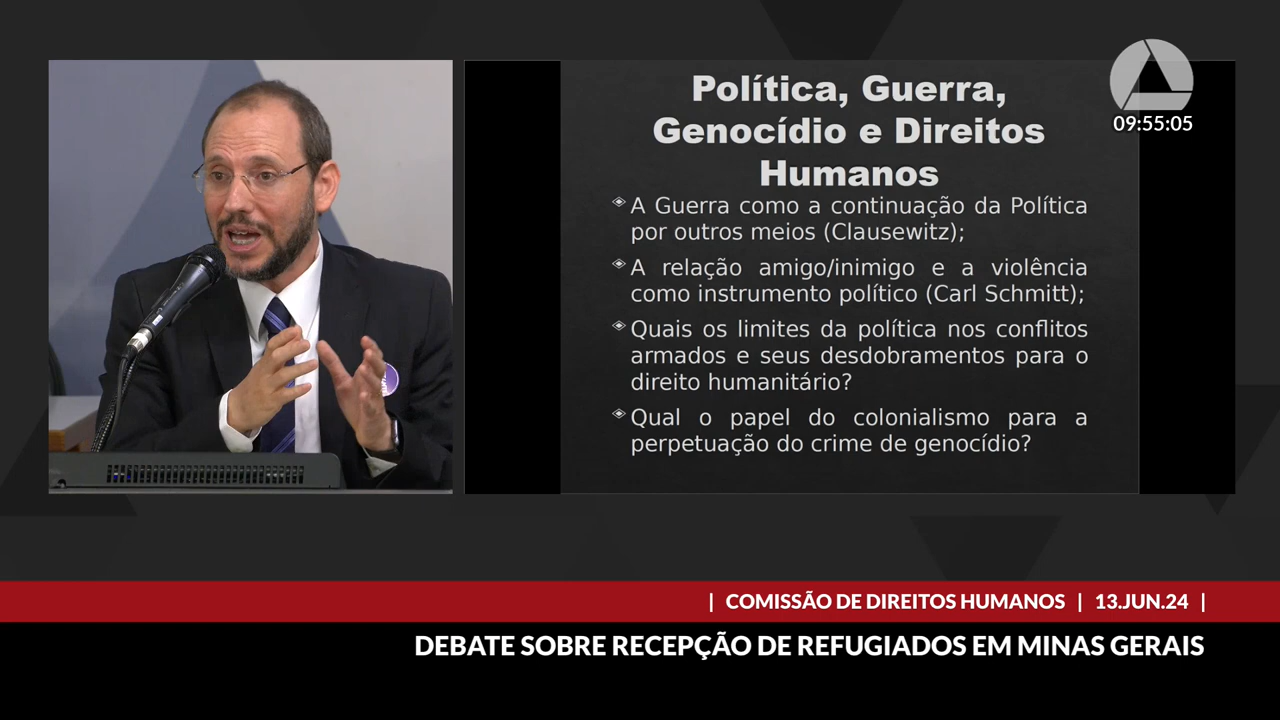 Política, Guerra,
Genocídio e Direitos
Humanos
A Guerra como a continuação da Política
por outros meios (Clausewitz);
A relação amigo/inimigo e a violência
como instrumento político (Carl Schmitt);
Quais os limites da política nos conflitos
armados e seus desdobramentos para o
direito humanitário?
Qual o papel do colonialismo para a
perpetuação do crime de genocídio?
09:55:05
| COMISSÃO DE DIREITOS HUMANOS | 13.JUN.24 |
DEBATE SOBRE RECEPÇÃO DE REFUGIADOS EM MINAS GERAIS